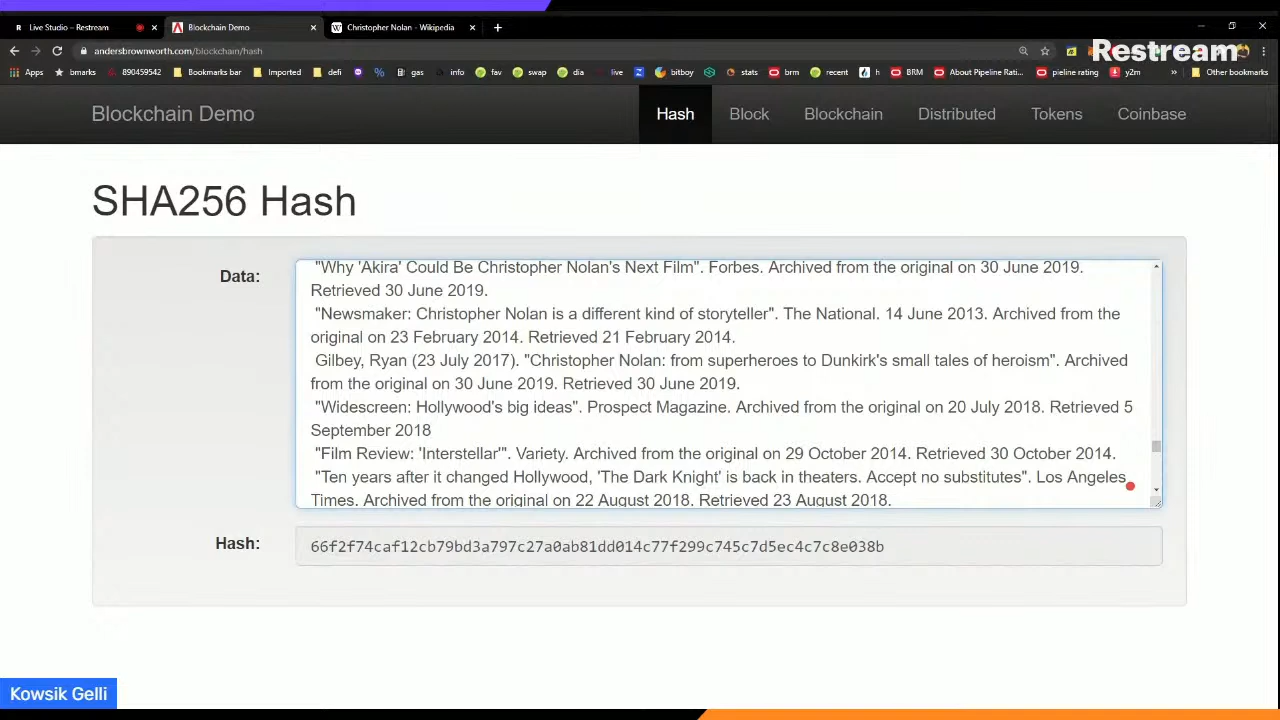 Live Studio – Restream
Blockchain Demo
Christopher Nolan - Wikipedia
andersbrownworth.com/blockchain/hash
Restream
Apps
bmarks
890459542
Bookmarks bar
Imported
defi
gas
info
fav
swap
dia
live
bitboy
stats
brm
recent
h
BRM
About Pipeline Rati...
pieline rating
y2m
»
Other bookmarks
Blockchain Demo
Hash
Block
Blockchain
Distributed
Tokens
Coinbase
SHA256 Hash
Data:
"Why 'Akira' Could Be Christopher Nolan's Next Film". Forbes. Archived from the original on 30 June 2019.
Retrieved 30 June 2019.
"Newsmaker: Christopher Nolan is a different kind of storyteller". The National. 14 June 2013. Archived from the
original on 23 February 2014. Retrieved 21 February 2014.
Gilbey, Ryan (23 July 2017). "Christopher Nolan: from superheroes to Dunkirk's small tales of heroism". Archived
from the original on 30 June 2019. Retrieved 30 June 2019.
"Widescreen: Hollywood's big ideas". Prospect Magazine. Archived from the original on 20 July 2018. Retrieved 5
September 2018
"Film Review: 'Interstellar'". Variety. Archived from the original on 29 October 2014. Retrieved 30 October 2014.
"Ten years after it changed Hollywood, 'The Dark Knight' is back in theaters. Accept no substitutes". Los Angeles
Times. Archived from the original on 22 August 2018. Retrieved 23 August 2018.
Hash:
66f2f74caf12cb79bd3a797c27a0ab81dd014c77f299c745c7d5ec4c7c8e038b
Kowsik Gelli